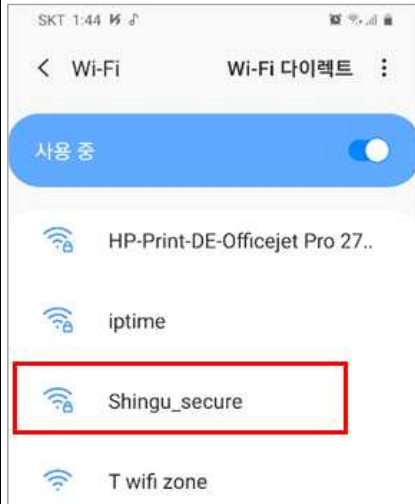 SKT 1:44
Wi-Fi Wi-Fi 다이렉트
사용 중
HP-Print-DE-Officejet Pro 27..
iptime
Shingu_secure
T wifi zone